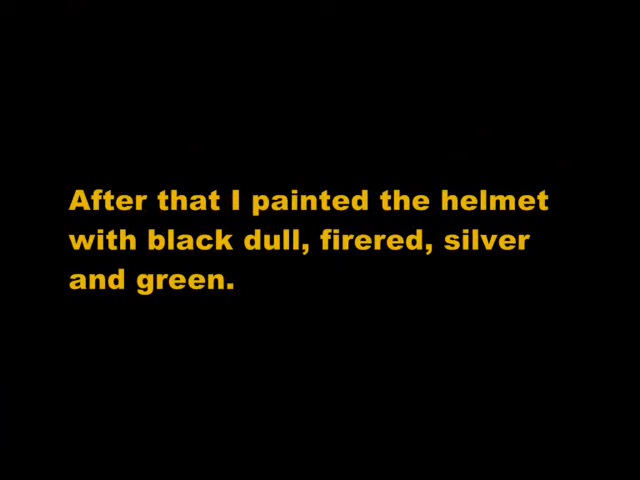 After that I painted the helmet
with black dull, firered, silver
and green.